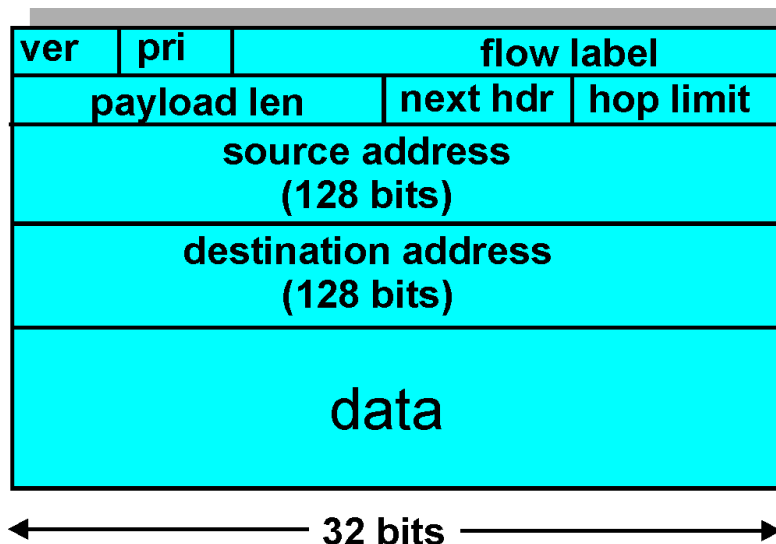 ver pri flow label
payload len next hdr hop limit
source address
(128 bits)
destination address
(128 bits)
data
32 bits